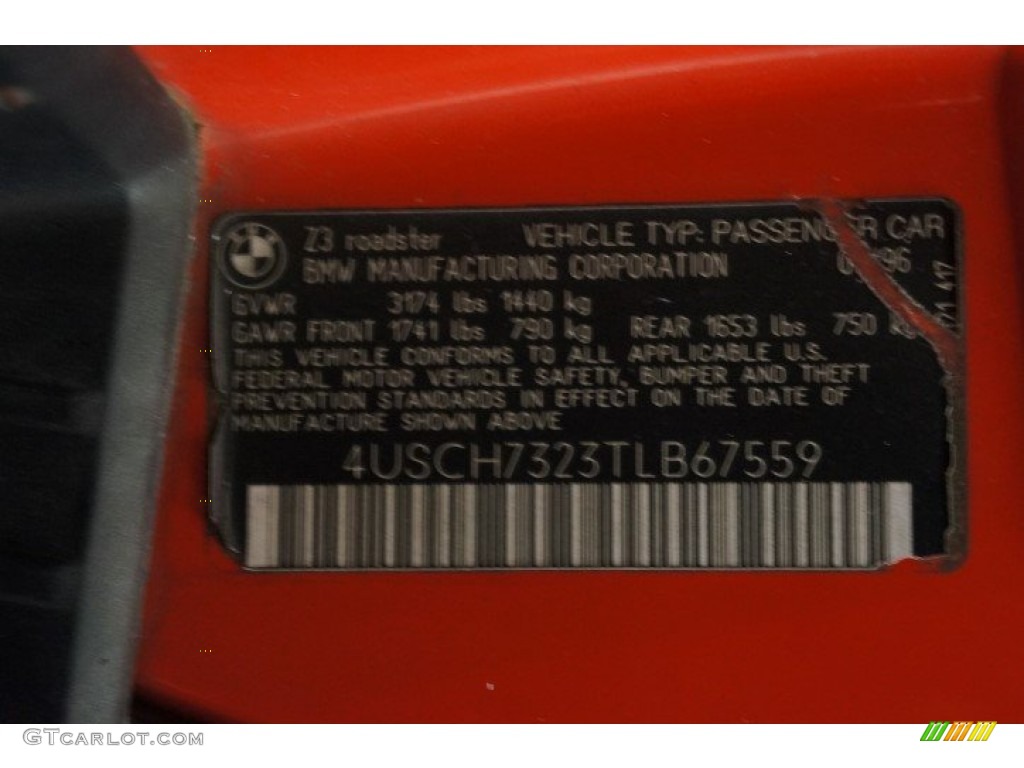 Z3 roadster VEHICLE TYP: PASSENGER CAR
BMW MANUFACTURING CORPORATION
GVWR 3174 lbs 1440 kg
GAWR FRONT 1741 lbs 790 kg REAR 1653 lbs 750 kg
THIS VEHICLE CONFORMS TO ALL APPLICABLE U.S.
FEDERAL MOTOR VEHICLE SAFETY, BUMPER AND THEFT
PREVENTION STANDARDS IN EFFECT ON THE DATE OF
MANUFACTURE SHOWN ABOVE
4USCH7323TLB67559
GTCarLot.com